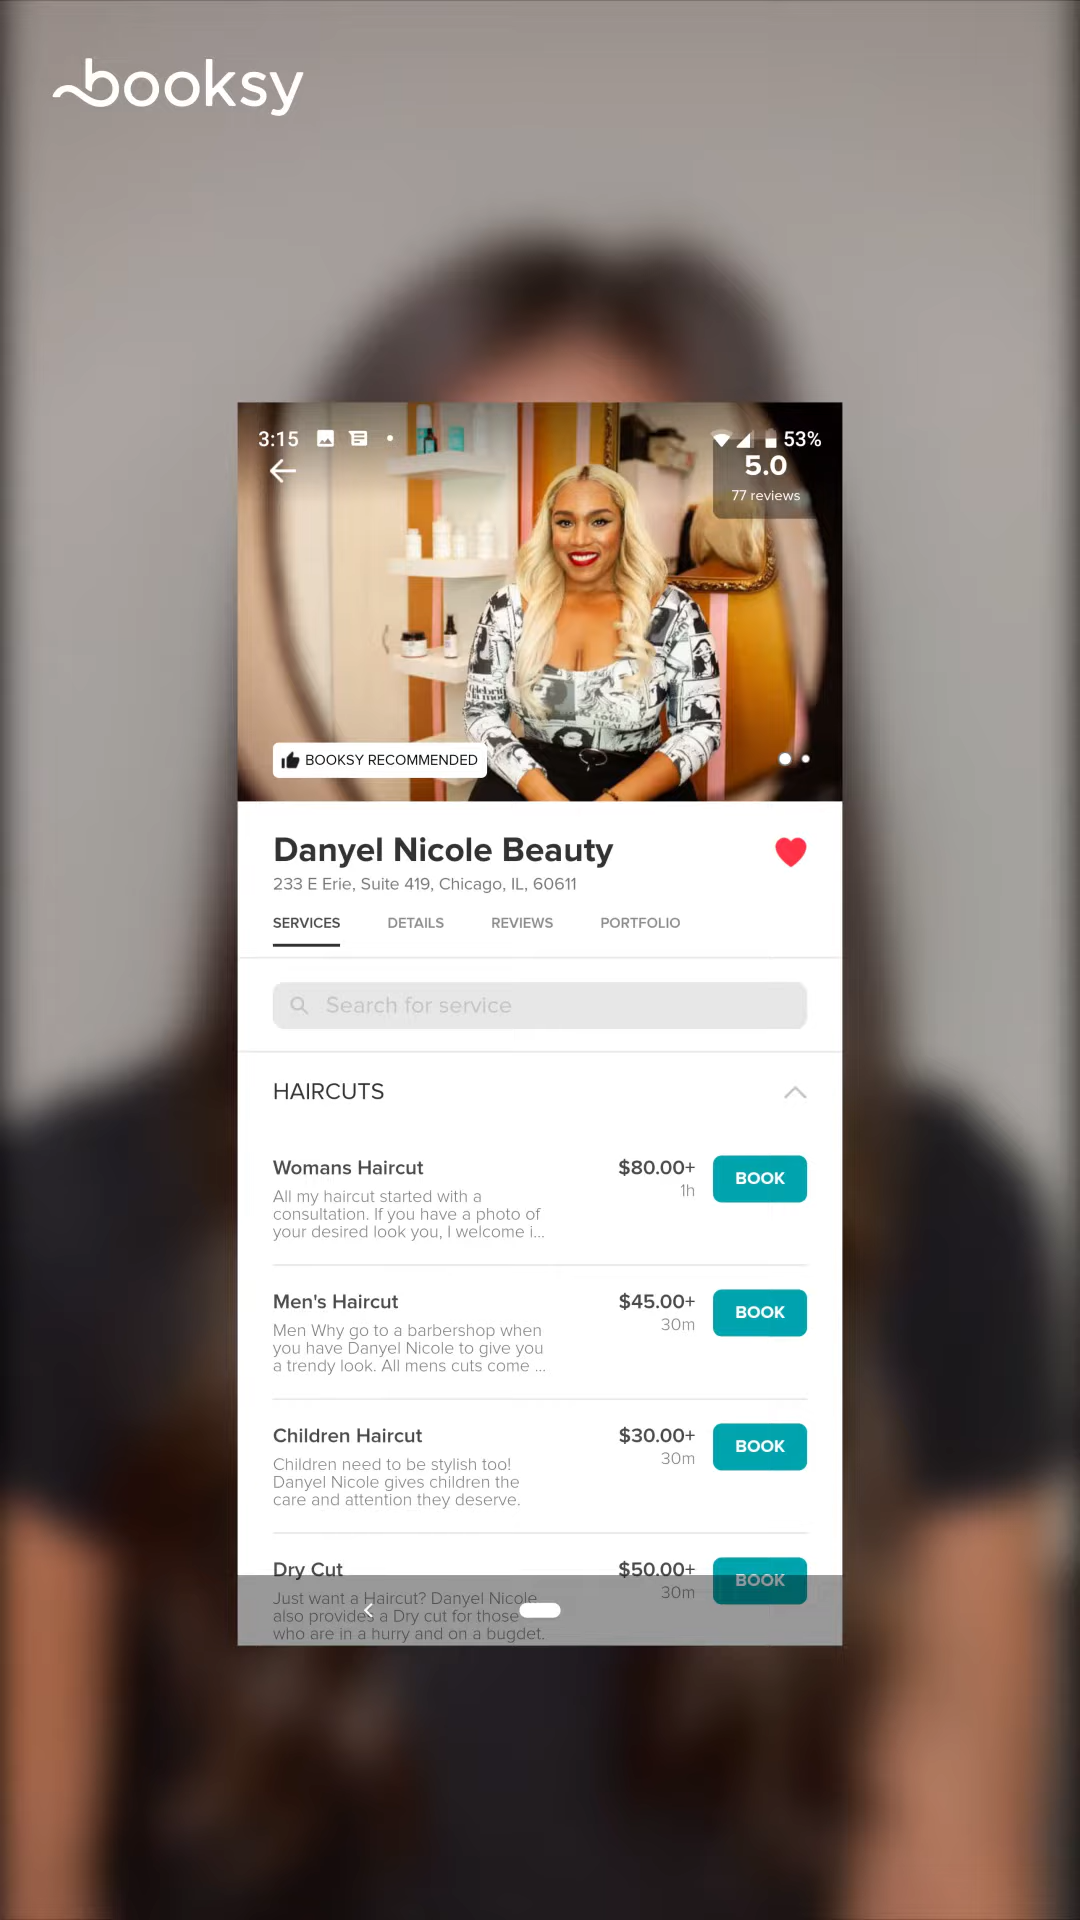 booksy
3:15
53%
5.0
77 reviews
BOOKSY RECOMMENDED
Danyel Nicole Beauty
233 E Erie, Suite 419, Chicago, IL, 60611
SERVICES DETAILS REVIEWS PORTFOLIO
Search for service
HAIRCUTS
Womans Haircut $80.00+ BOOK
1h
All my haircut started with a
consultation. If you have a photo of
your desired look you, I welcome i...
Men's Haircut $45.00+ BOOK
30m
Men Why go to a barbershop when
you have Danyel Nicole to give you
a trendy look. All mens cuts come ...
Children Haircut $30.00+ BOOK
30m
Children need to be stylish too!
Danyel Nicole gives children the
care and attention they deserve.
Dry Cut $50.00+ BOOK
30m
Just want a Haircut? Danyel Nicole
also provides a Dry cut for those
who are in a hurry and on a bugdet.